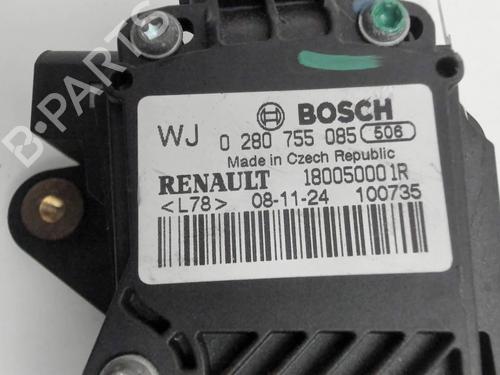 BOSCH
WJ 0 280 755 085 506
Made in Czech Republic
RENAULT 180050001R
<L78> 08-11-24 100735
B-PARTS